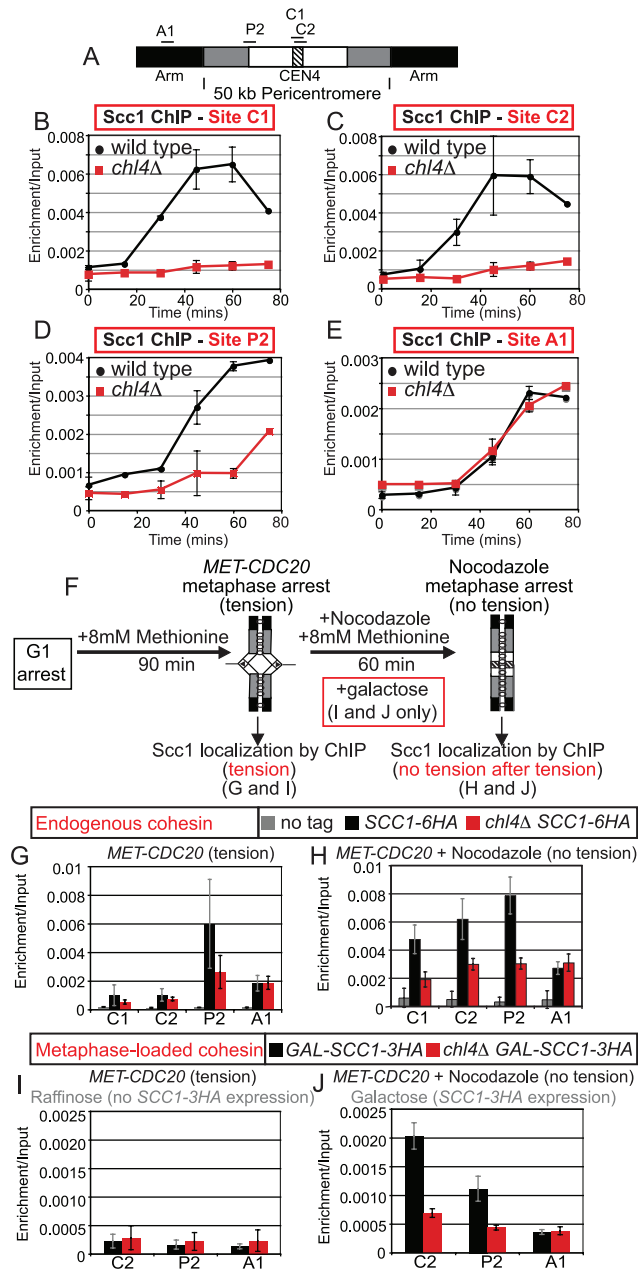 A
A1
P2
C1
C2
Arm
CEN4
Arm
50 kb Pericentromere
B
Scc1 ChIP - Site C1
wild type
chl4Δ
Enrichment/Input
0.008
0.006
0.004
0.002
0
0 20 40 60 80
Time (mins)
C
Scc1 ChIP - Site C2
wild type
chl4Δ
Enrichment/Input
0.008
0.006
0.004
0.002
0
0 20 40 60 80
Time (mins)
D
Scc1 ChIP - Site P2
wild type
chl4Δ
Enrichment/Input
0.004
0.003
0.002
0.001
0
0 20 40 60 80
Time (mins)
E
Scc1 ChIP - Site A1
wild type
chl4Δ
Enrichment/Input
0.003
0.002
0.001
0
0 20 40 60 80
Time (mins)
F
MET-CDC20
metaphase arrest
(tension)
Nocodazole
metaphase arrest
(no tension)
G1
arrest
+8mM Methionine
90 min
+Nocodazole
+8mM Methionine
60 min
+galactose
(I and J only)
Scc1 localization by ChIP
(tension)
(G and I)
Scc1 localization by ChIP
(no tension after tension)
(H and J)
Endogenous cohesin
no tag SCC1-6HA chl4Δ SCC1-6HA
G
MET-CDC20 (tension)
Enrichment/Input
0.01
0.008
0.006
0.004
0.002
0
C1 C2 P2 A1
H
MET-CDC20 + Nocodazole (no tension)
Enrichment/Input
0.01
0.008
0.006
0.004
0.002
0
C1 C2 P2 A1
Metaphase-loaded cohesin
GAL-SCC1-3HA chl4Δ GAL-SCC1-3HA
I
MET-CDC20 (tension)
Raffinose (no SCC1-3HA expression)
Enrichment/Input
0.0025
0.0020
0.0015
0.0010
0.0005
0
C2 P2 A1
J
MET-CDC20 + Nocodazole (no tension)
Galactose (SCC1-3HA expression)
Enrichment/Input
0.0025
0.0020
0.0015
0.0010
0.0005
0
C2 P2 A1